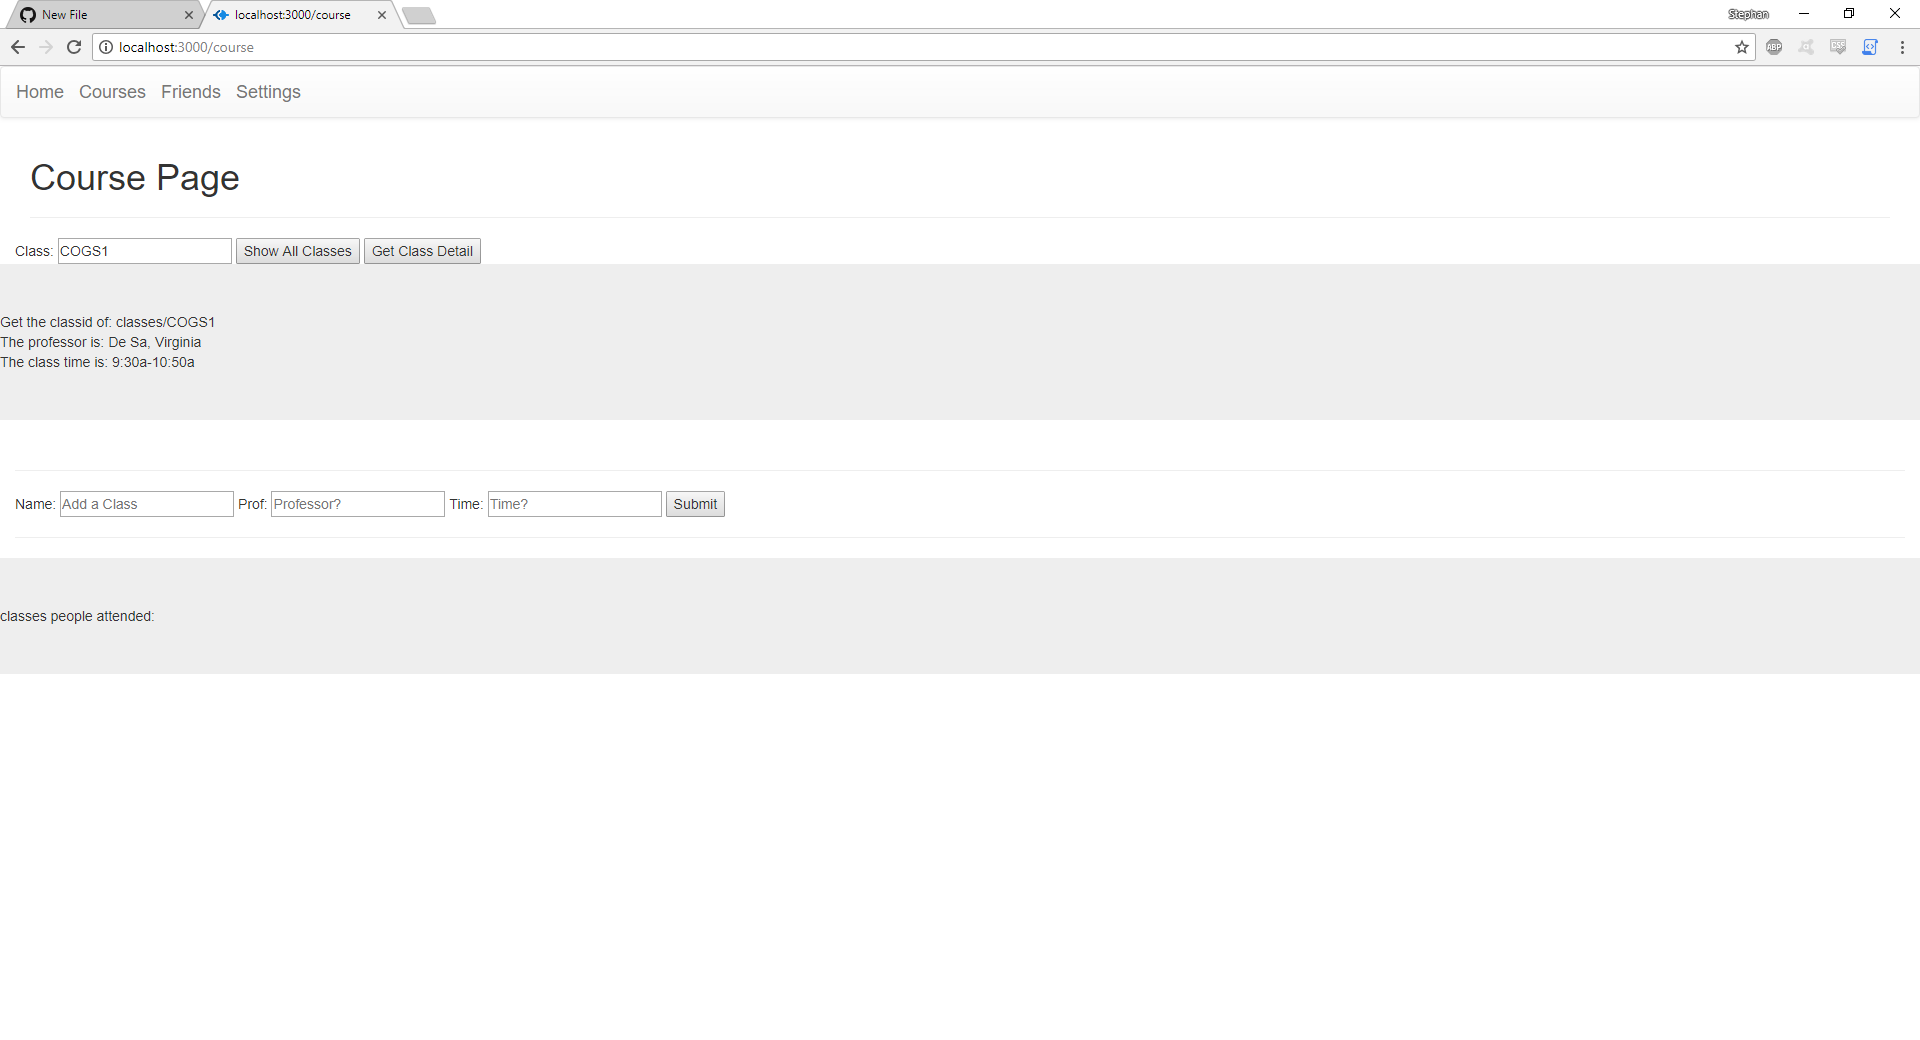 New File
localhost:3000/course
Stephan
localhost:3000/course
ABP
CSC
Home Courses Friends Settings
Course Page
Class: COGS1 Show All Classes Get Class Detail
Get the classid of: classes/COGS1
The professor is: De Sa, Virginia
The class time is: 9:30a-10:50a
Name: Add a Class Prof: Professor? Time: Time? Submit
classes people attended: